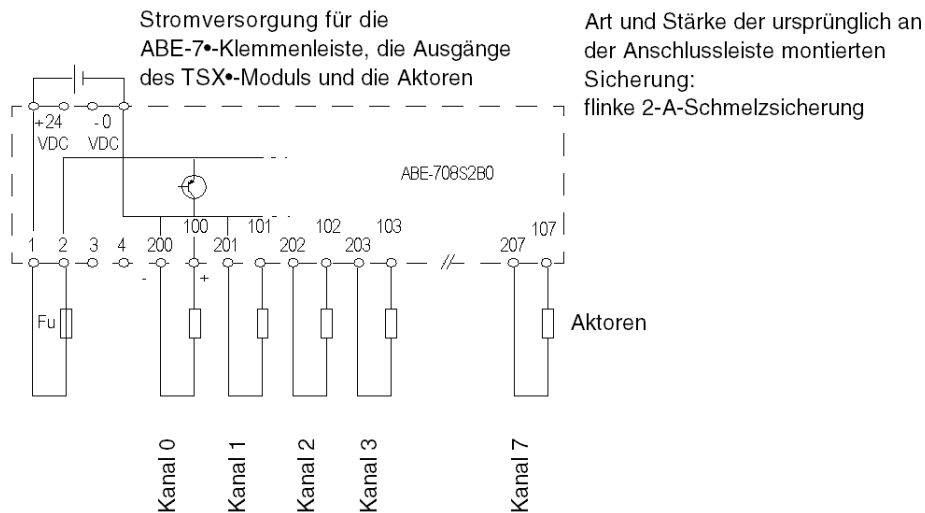 Stromversorgung für die
ABE-7•-Klemmenleiste, die Ausgänge
des TSX•-Moduls und die Aktoren
Art und Stärke der ursprünglich an
der Anschlussleiste montierten
Sicherung:
flinke 2-A-Schmelzsicherung
+24 -0
VDC VDC
ABE-708S2B0
100 101 102 103 107
1 2 3 4 200 201 202 203 207
- +
Fu
Aktoren
Kanal 0
Kanal 1
Kanal 2
Kanal 3
Kanal 7